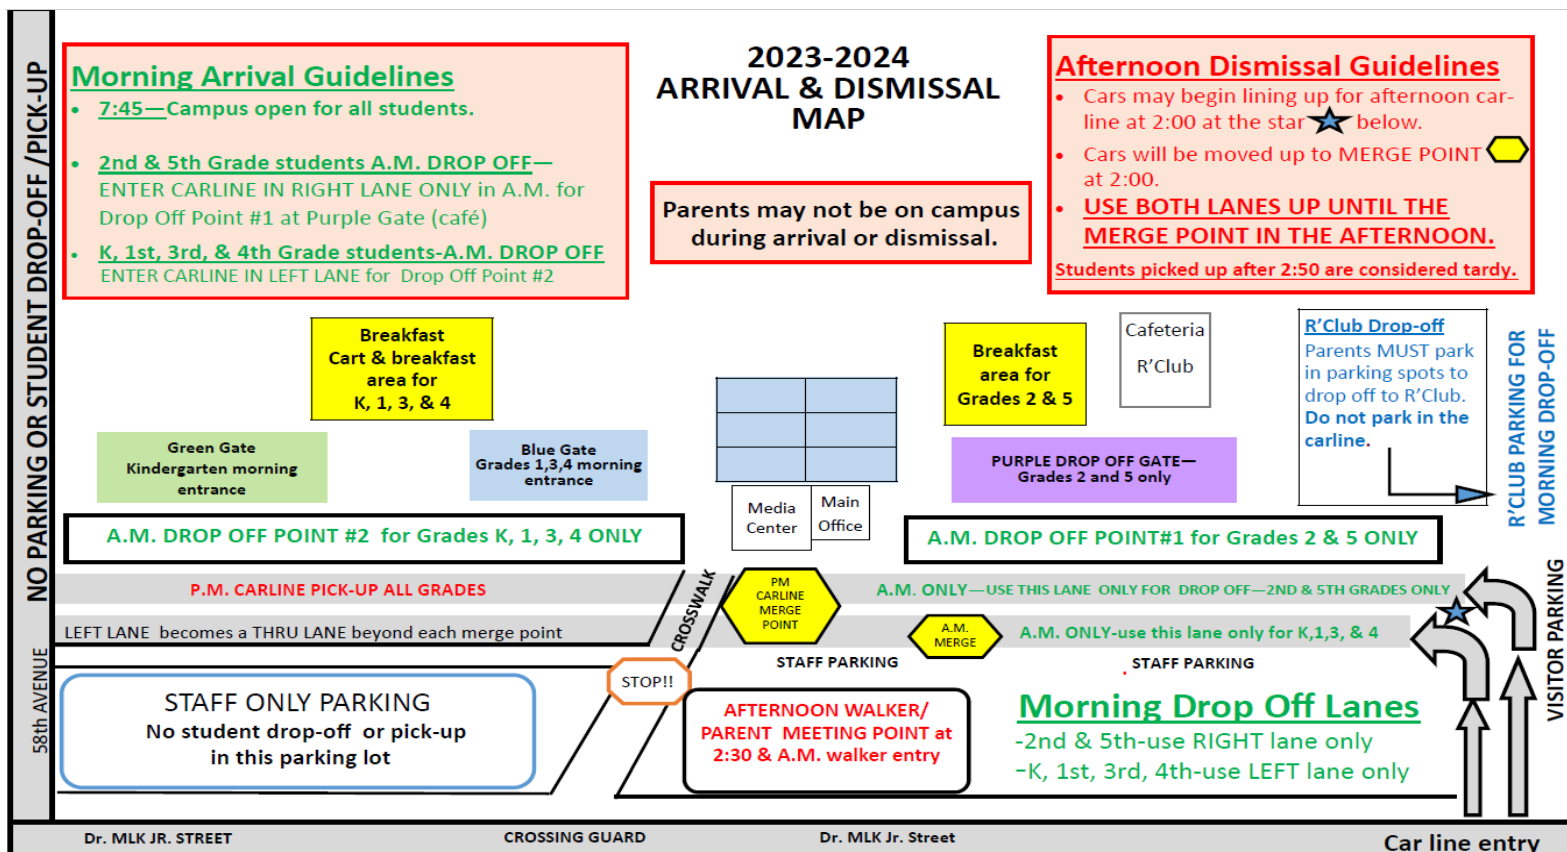 NO PARKING OR STUDENT DROP-OFF /PICK-UP
58th AVENUE
Morning Arrival Guidelines
• 7:45—Campus open for all students.
• 2nd & 5th Grade students A.M. DROP OFF—
ENTER CARLINE IN RIGHT LANE ONLY in A.M. for
Drop Off Point #1 at Purple Gate (café)
• K, 1st, 3rd, & 4th Grade students-A.M. DROP OFF
ENTER CARLINE IN LEFT LANE for Drop Off Point #2
2023-2024
ARRIVAL & DISMISSAL
MAP
Parents may not be on campus
during arrival or dismissal.
Afternoon Dismissal Guidelines
• Cars may begin lining up for afternoon car-
line at 2:00 at the star below.
• Cars will be moved up to MERGE POINT
at 2:00.
• USE BOTH LANES UP UNTIL THE
MERGE POINT IN THE AFTERNOON.
Students picked up after 2:50 are considered tardy.
Breakfast
Cart & breakfast
area for
K, 1, 3, & 4
Breakfast
area for
Grades 2 & 5
Cafeteria
R'Club
R'Club Drop-off
Parents MUST park
in parking spots to
drop off to R'Club.
Do not park in the
carline.
R'CLUB PARKING FOR
MORNING DROP-OFF
Green Gate
Kindergarten morning
entrance
Blue Gate
Grades 1,3,4 morning
entrance
PURPLE DROP OFF GATE—
Grades 2 and 5 only
Media
Center
Main
Office
A.M. DROP OFF POINT #2 for Grades K, 1, 3, 4 ONLY
A.M. DROP OFF POINT#1 for Grades 2 & 5 ONLY
P.M. CARLINE PICK-UP ALL GRADES
CROSSWALK
PM
CARLINE
MERGE
POINT
A.M. ONLY—USE THIS LANE ONLY FOR DROP OFF—2ND & 5TH GRADES ONLY
LEFT LANE becomes a THRU LANE beyond each merge point
A.M.
MERGE
A.M. ONLY-use this lane only for K,1,3, & 4
STAFF PARKING
STAFF PARKING
VISITOR PARKING
STOP!!
STAFF ONLY PARKING
No student drop-off or pick-up
in this parking lot
AFTERNOON WALKER/
PARENT MEETING POINT at
2:30 & A.M. walker entry
Morning Drop Off Lanes
-2nd & 5th-use RIGHT lane only
-K, 1st, 3rd, 4th-use LEFT lane only
Dr. MLK JR. STREET
CROSSING GUARD
Dr. MLK Jr. Street
Car line entry